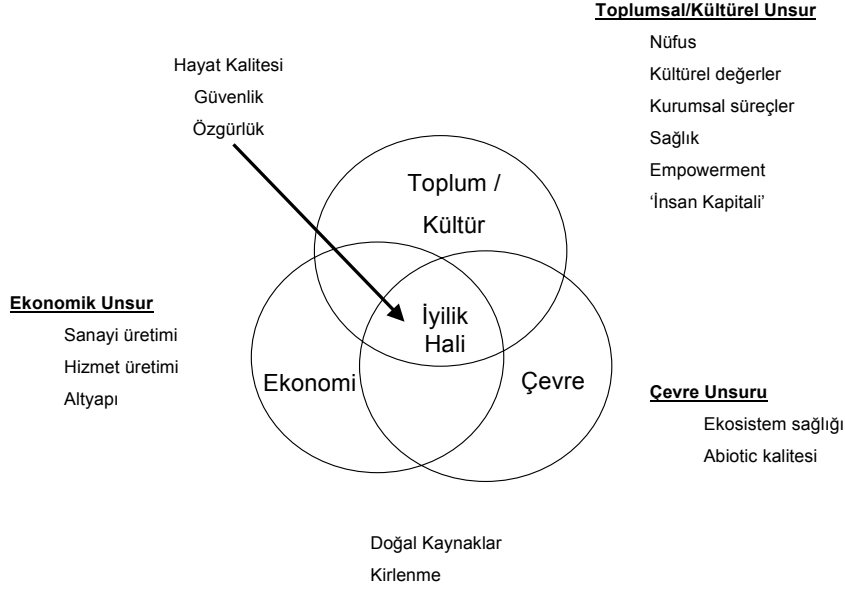 Toplumsal/Kültürel Unsur
Nüfus
Kültürel değerler
Kurumsal süreçler
Sağlık
Empowerment
‘İnsan Kapitali’
Hayat Kalitesi
Güvenlik
Özgürlük
Toplum /
Kültür
İyilik
Hali
Ekonomi
Çevre
Ekonomik Unsur
Sanayi üretimi
Hizmet üretimi
Altyapı
Çevre Unsuru
Ekosistem sağlığı
Abiotic kalitesi
Doğal Kaynaklar
Kirlenme